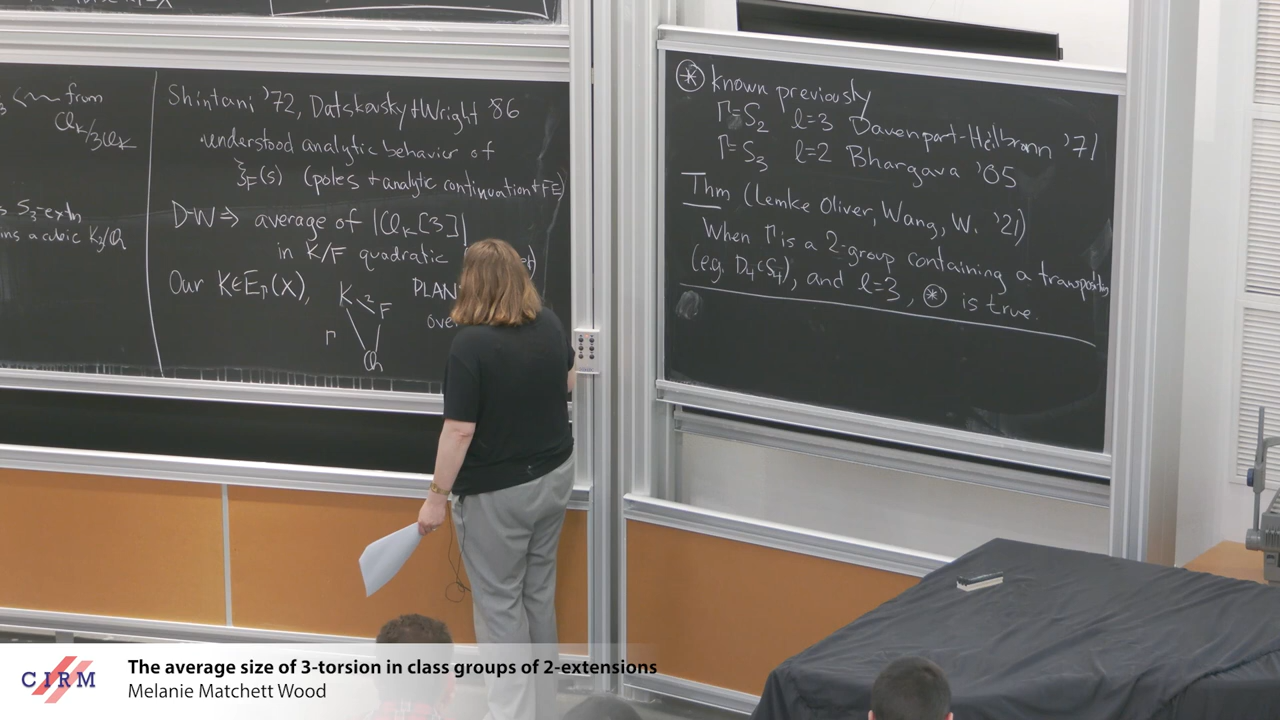 from
Cl_K/3Cl_K
S_3-extn
a cubic K_3/Q
Shintani '72, Datskovsky+Wright '86
understood analytic behavior of
ξ_F(s) (poles + analytic continuation + FE)
D-W ⇒ average of |Cl_K[3]|
in K/F quadratic
Our K∈E_Γ(X),
K 2 F
Γ
Q
PLAN
over
⊛ known previously
Γ=S_2 l=3 Davenport-Heilbronn '71
Γ=S_3 l=2 Bhargava '05
Thm (Lemke Oliver, Wang, W. '21)
When Γ is a 2-group containing a transposition
(e.g. D_4⊂S_4), and l=3, ⊛ is true.
CIRM
The average size of 3-torsion in class groups of 2-extensions
Melanie Matchett Wood